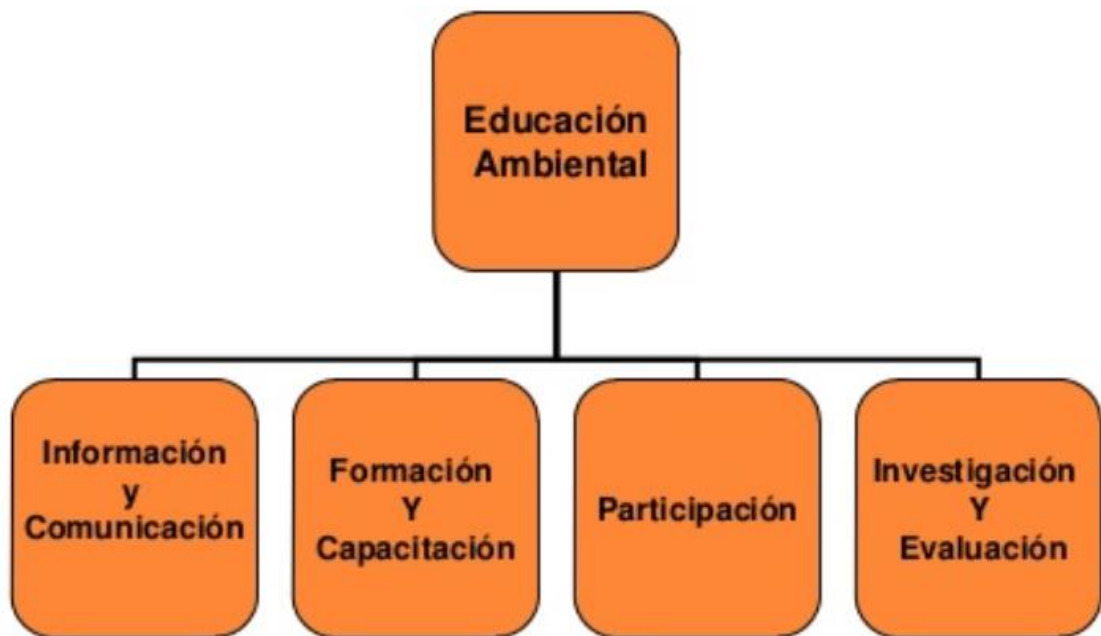 Educación
Ambiental
Información
y
Comunicación
Formación
Y
Capacitación
Participación
Investigación
Y
Evaluación